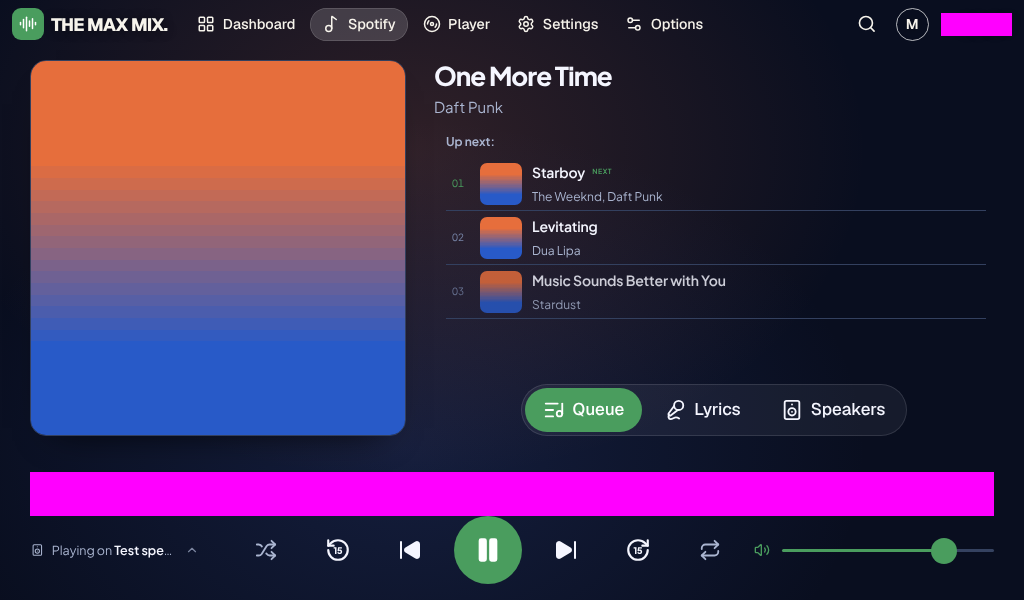 THE MAX MIX.
Dashboard
Spotify
Player
Settings
Options
M
One More Time
Daft Punk
Up next:
01
Starboy NEXT
The Weeknd, Daft Punk
02
Levitating
Dua Lipa
03
Music Sounds Better with You
Stardust
Queue
Lyrics
Speakers
Playing on Test spe...
15
15